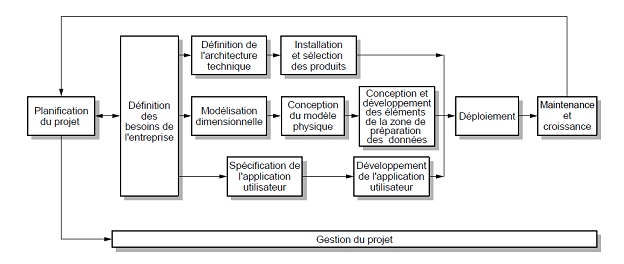 Planification
du projet
Définition
des
besoins de
l'entreprise
Définition de
l'architecture
technique
Installation
et sélection
des produits
Modélisation
dimensionnelle
Conception
du modèle
physique
Conception et
développement
des éléments
de la zone de
préparation
des données
Spécification de
l'application
utilisateur
Développement
de l'application
utilisateur
Déploiement
Maintenance
et
croissance
Gestion du projet